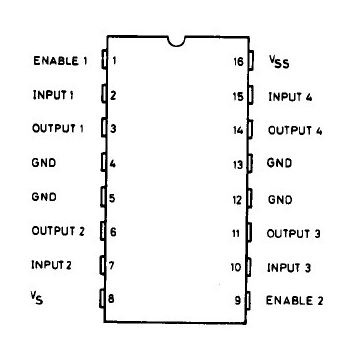 ENABLE 1 1 16 VSS
INPUT 1 2 15 INPUT 4
OUTPUT 1 3 14 OUTPUT 4
GND 4 13 GND
GND 5 12 GND
OUTPUT 2 6 11 OUTPUT 3
INPUT 2 7 10 INPUT 3
VS 8 9 ENABLE 2